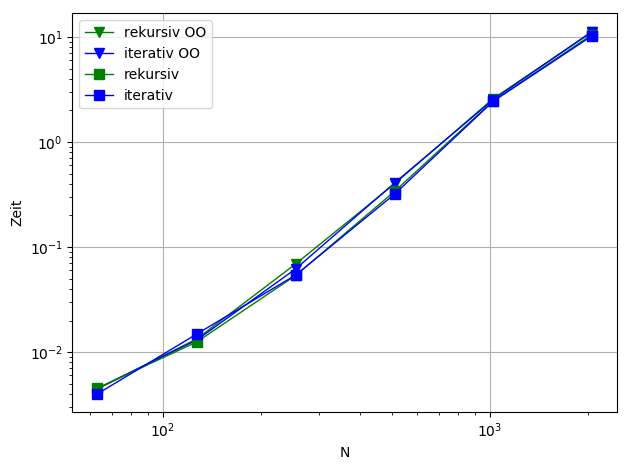 rekursiv OO
iterativ OO
rekursiv
iterativ
10¹
10⁰
10⁻¹
10⁻²
Zeit
10²
10³
N